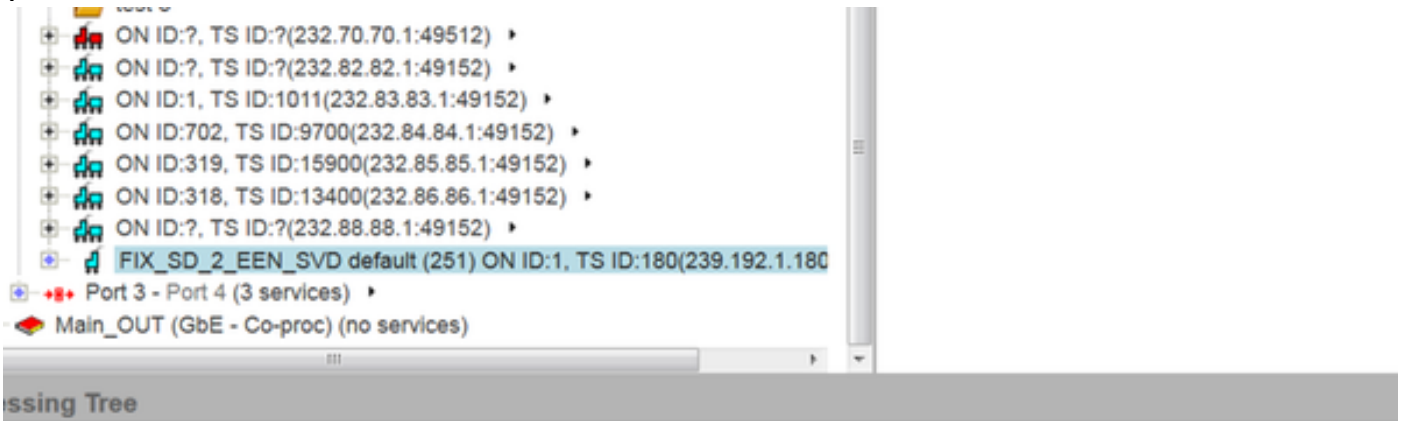 ON ID:?, TS ID:?(232.70.70.1:49512)
ON ID:?, TS ID:?(232.82.82.1:49152)
ON ID:1, TS ID:1011(232.83.83.1:49152)
ON ID:702, TS ID:9700(232.84.84.1:49152)
ON ID:319, TS ID:15900(232.85.85.1:49152)
ON ID:318, TS ID:13400(232.86.86.1:49152)
ON ID:?, TS ID:?(232.88.88.1:49152)
FIX_SD_2_EEN_SVD default (251) ON ID:1, TS ID:180(239.192.1.180
Port 3 - Port 4 (3 services)
Main_OUT (GbE - Co-proc) (no services)
essing Tree